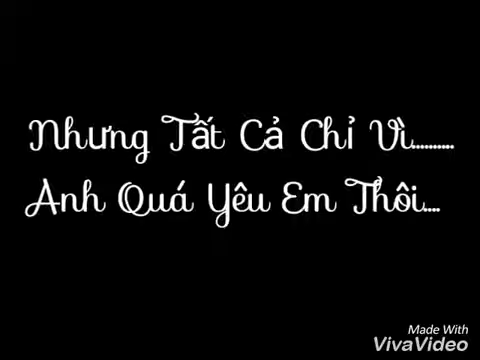 Nhưng Tất Cả Chỉ Vì..........
Anh Quá Yêu Em Thôi....
Made With
VivaVideo